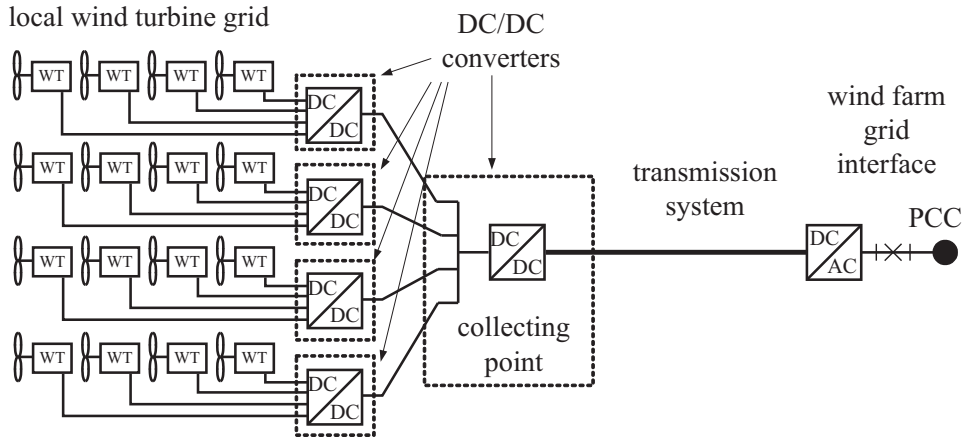 local wind turbine grid
DC/DC
converters
WT WT WT WT
DC
DC
WT WT WT WT
DC
DC
WT WT WT WT
DC
DC
WT WT WT WT
DC
DC
DC
DC
collecting
point
transmission
system
wind farm
grid
interface
PCC
DC
AC